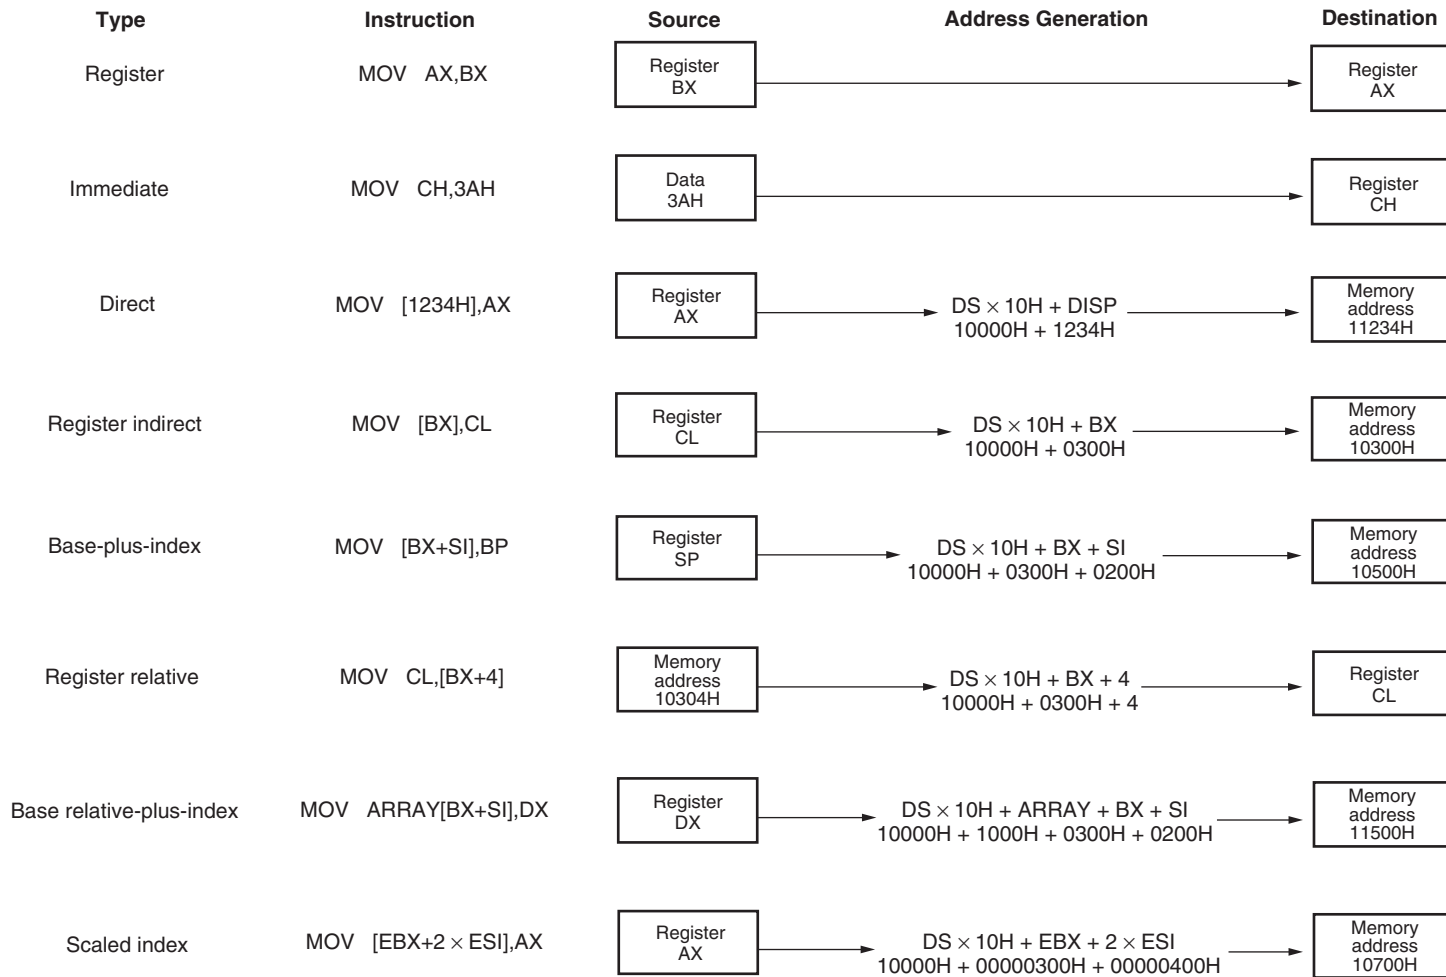 Type Instruction Source Address Generation Destination
Register MOV AX,BX Register
BX Register
AX
Immediate MOV CH,3AH Data
3AH Register
CH
Direct MOV [1234H],AX Register
AX DS × 10H + DISP
10000H + 1234H Memory
address
11234H
Register indirect MOV [BX],CL Register
CL DS × 10H + BX
10000H + 0300H Memory
address
10300H
Base-plus-index MOV [BX+SI],BP Register
SP DS × 10H + BX + SI
10000H + 0300H + 0200H Memory
address
10500H
Register relative MOV CL,[BX+4] Memory
address
10304H DS × 10H + BX + 4
10000H + 0300H + 4 Register
CL
Base relative-plus-index MOV ARRAY[BX+SI],DX Register
DX DS × 10H + ARRAY + BX + SI
10000H + 1000H + 0300H + 0200H Memory
address
11500H
Scaled index MOV [EBX+2 × ESI],AX Register
AX DS × 10H + EBX + 2 × ESI
10000H + 00000300H + 00000400H Memory
address
10700H